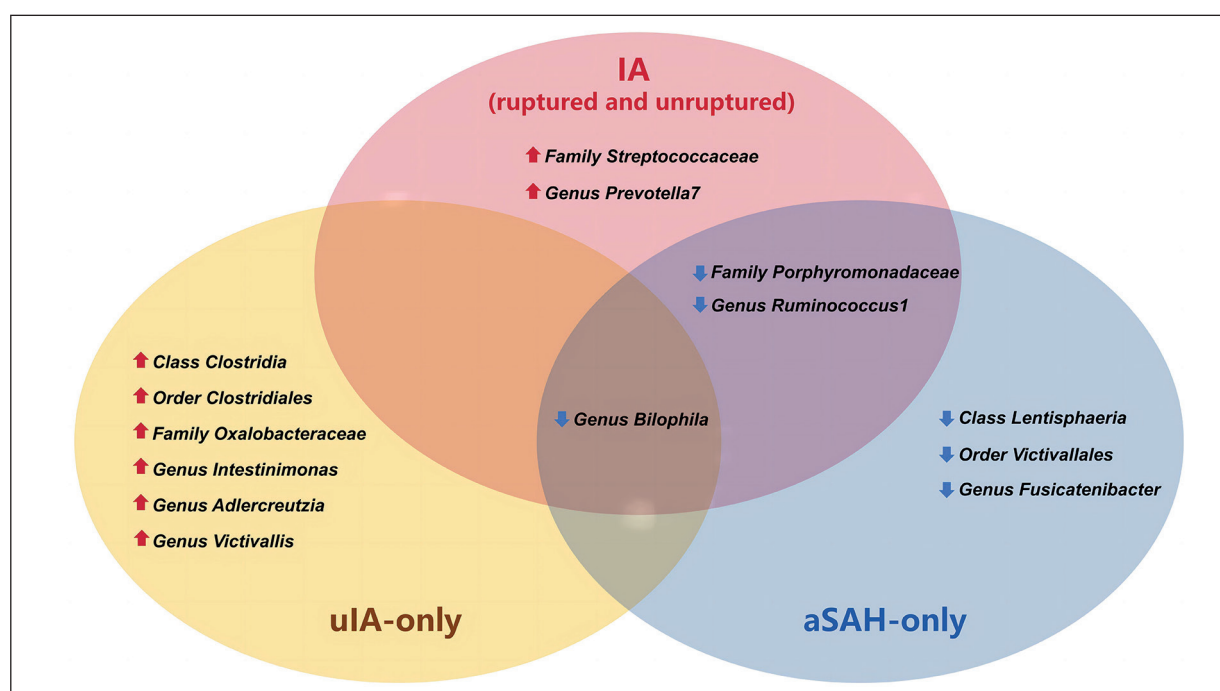 IA
(ruptured and unruptured)
Family Streptococcaceae
Genus Prevotella7
Family Porphyromonadaceae
Genus Ruminococcus1
Class Clostridia
Order Clostridiales
Family Oxalobacteraceae
Genus Intestinimonas
Genus Adlercreutzia
Genus Victivallis
Genus Bilophila
Class Lentisphaeria
Order Victivallales
Genus Fusicatenibacter
uIA-only
aSAH-only